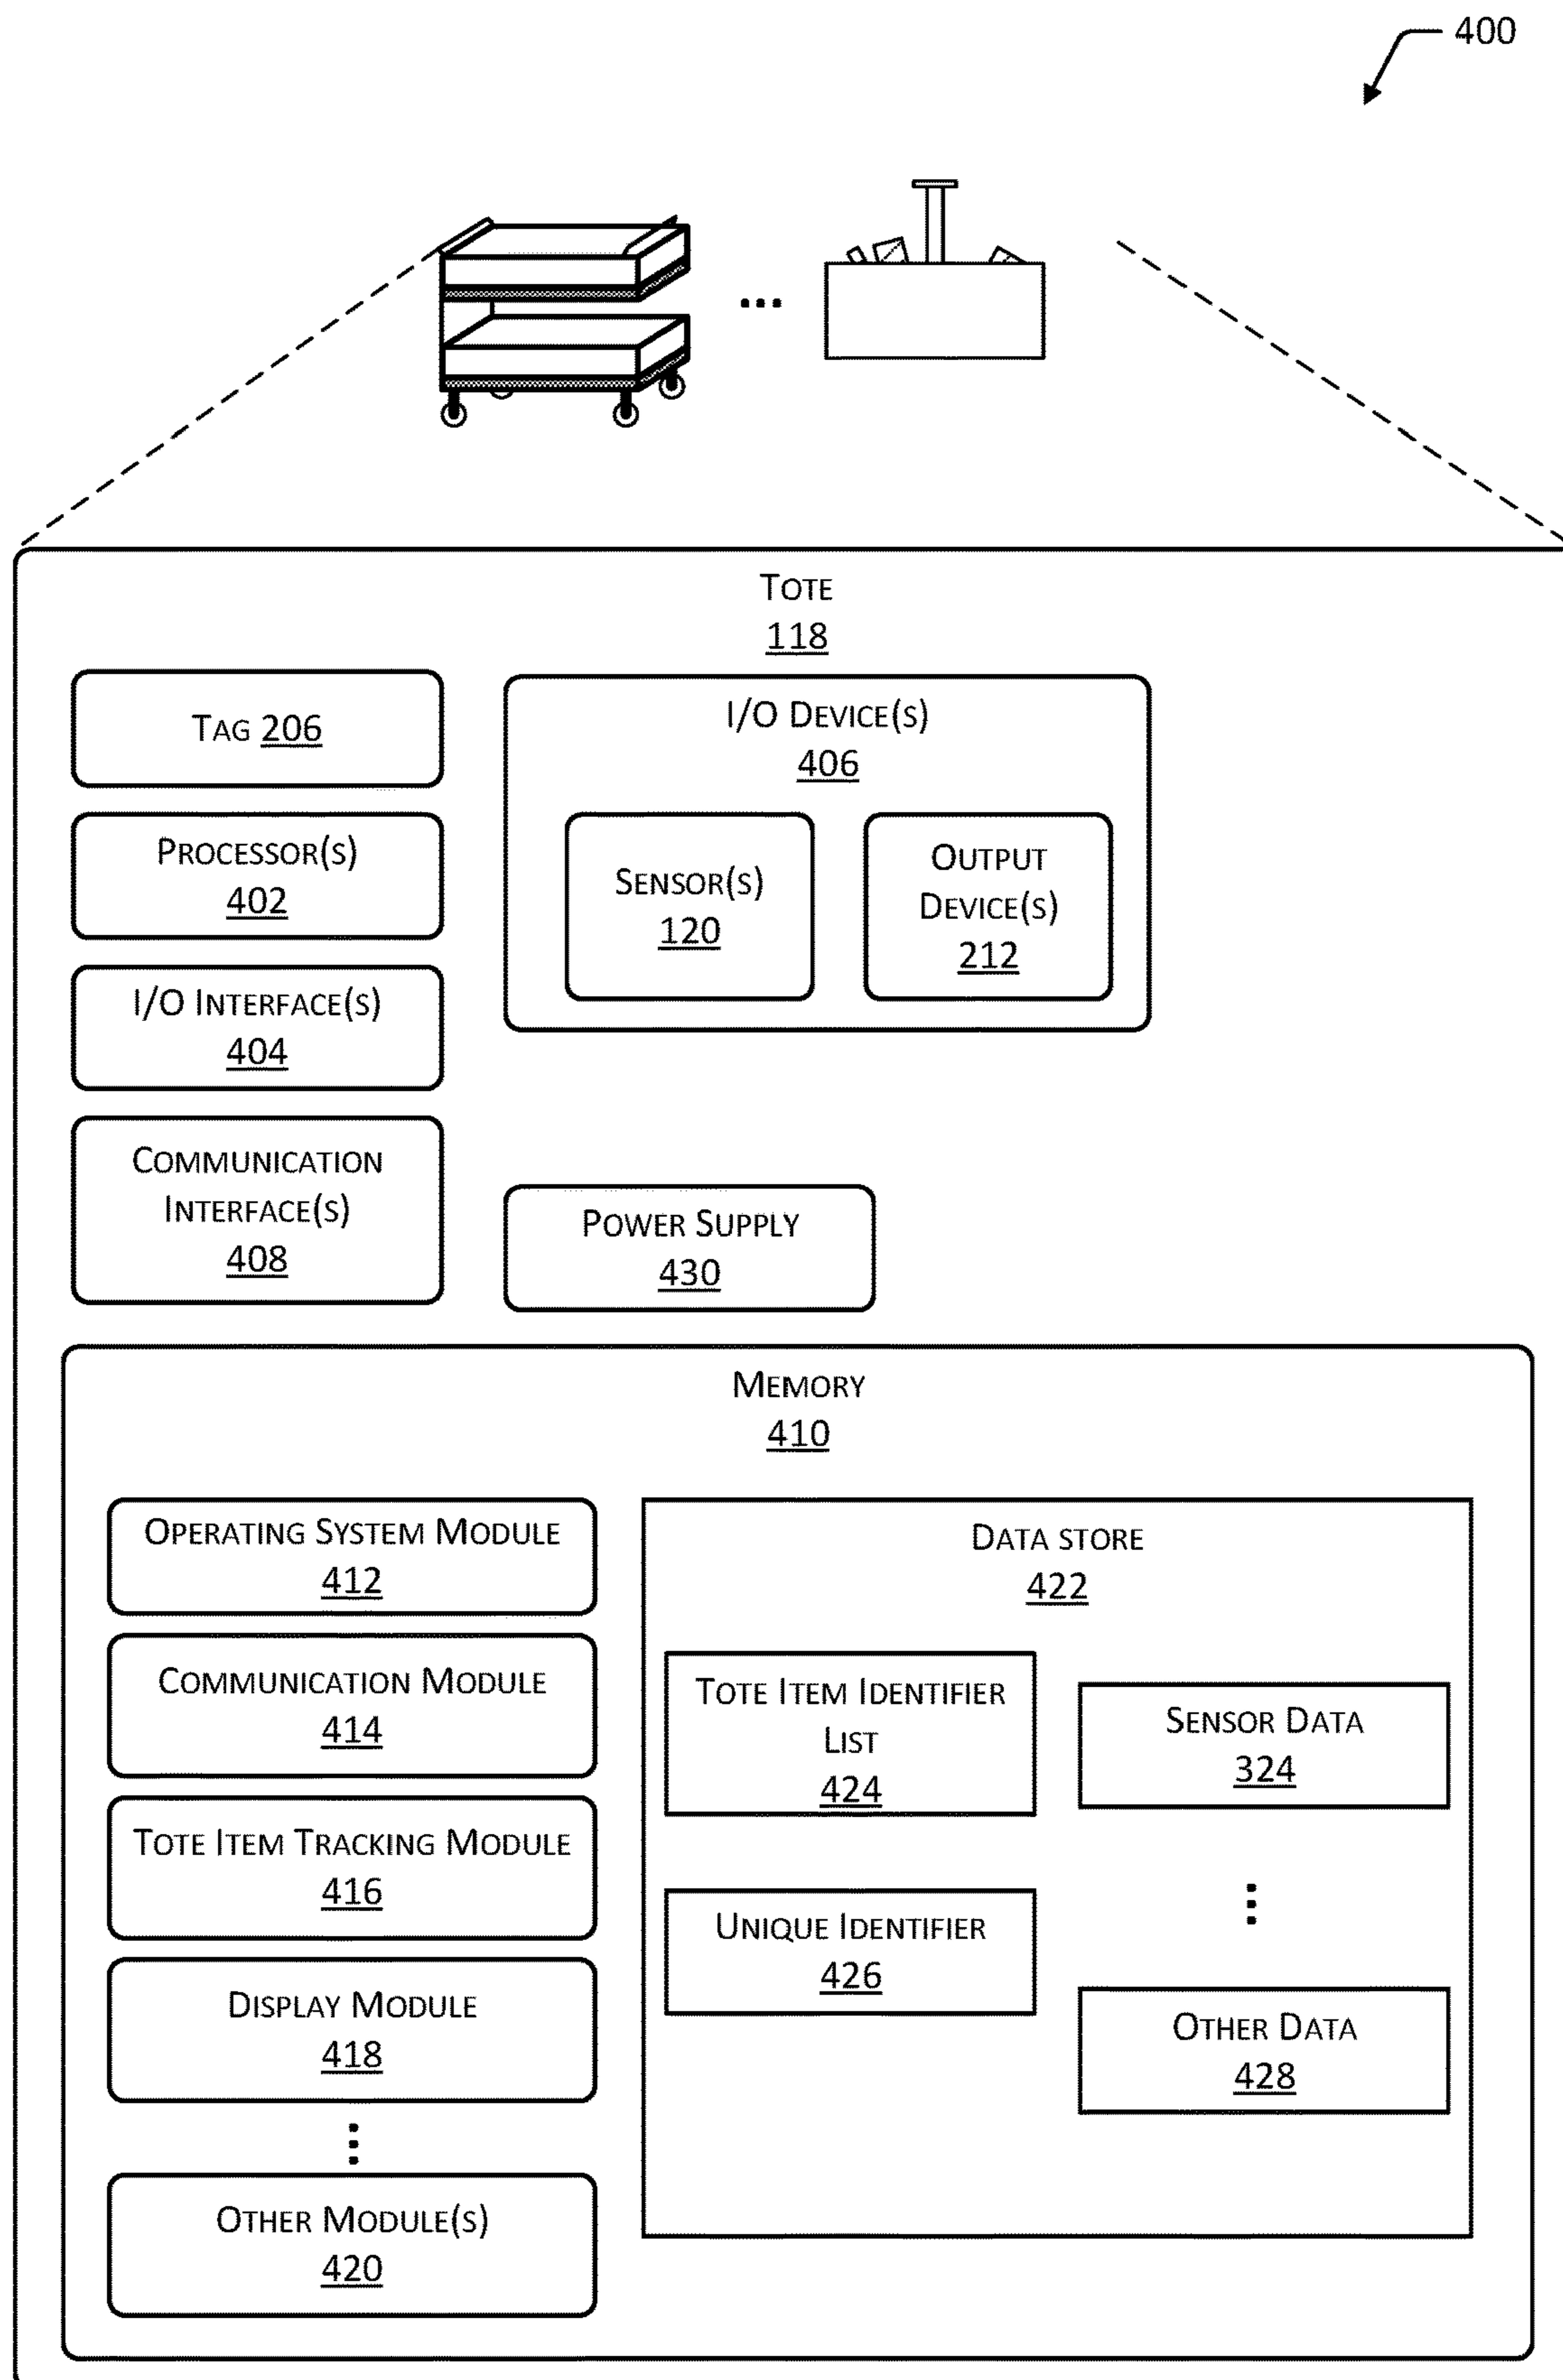 400
TOTE
118
TAG 206
PROCESSOR(S)
402
I/O INTERFACE(S)
404
COMMUNICATION
INTERFACE(S)
408
I/O DEVICE(S)
406
SENSOR(S)
120
OUTPUT
DEVICE(S)
212
POWER SUPPLY
430
MEMORY
410
OPERATING SYSTEM MODULE
412
COMMUNICATION MODULE
414
TOTE ITEM TRACKING MODULE
416
DISPLAY MODULE
418
OTHER MODULE(S)
420
DATA STORE
422
TOTE ITEM IDENTIFIER
LIST
424
UNIQUE IDENTIFIER
426
SENSOR DATA
324
OTHER DATA
428